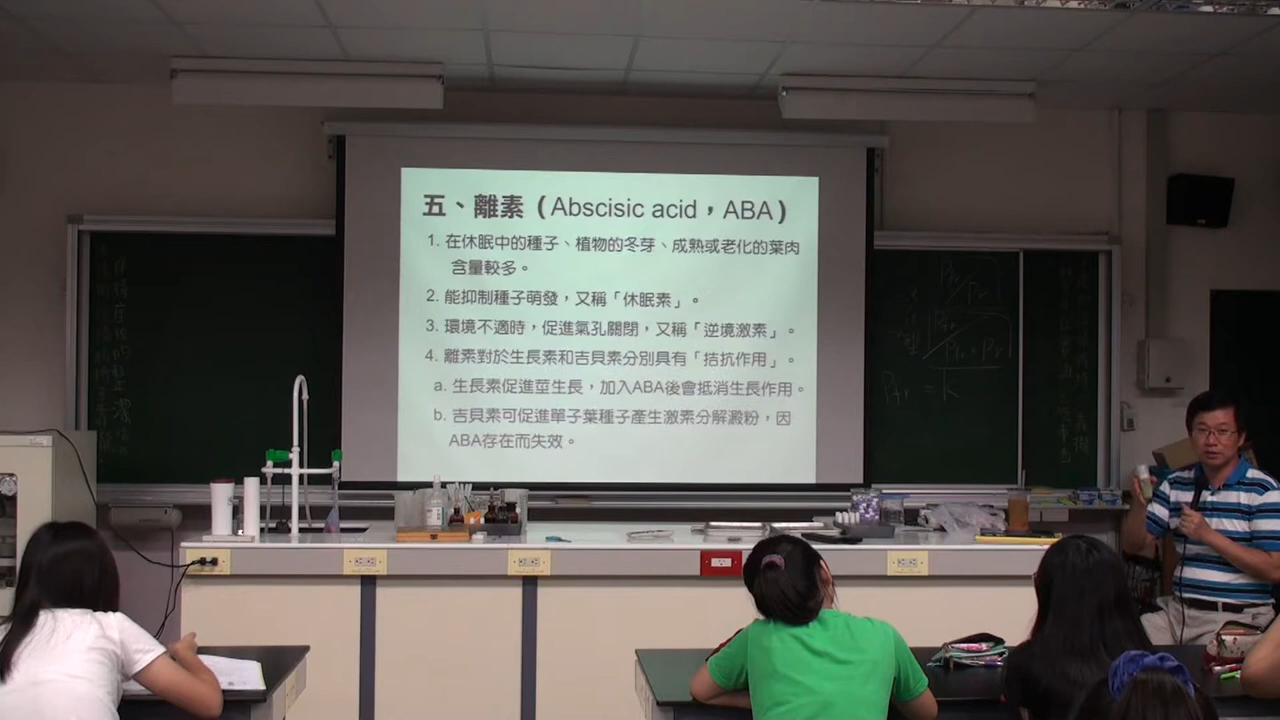 五、離素（Abscisic acid，ABA）
1. 在休眠中的種子、植物的冬芽、成熟或老化的葉肉
含量較多。
2. 能抑制種子萌發，又稱「休眠素」。
3. 環境不適時，促進氣孔關閉，又稱「逆境激素」。
4. 離素對於生長素和吉貝素分別具有「拮抗作用」。
a. 生長素促進莖生長，加入ABA後會抵消生長作用。
b. 吉貝素可促進單子葉種子產生激素分解澱粉，因
ABA存在而失效。
Pfr = k